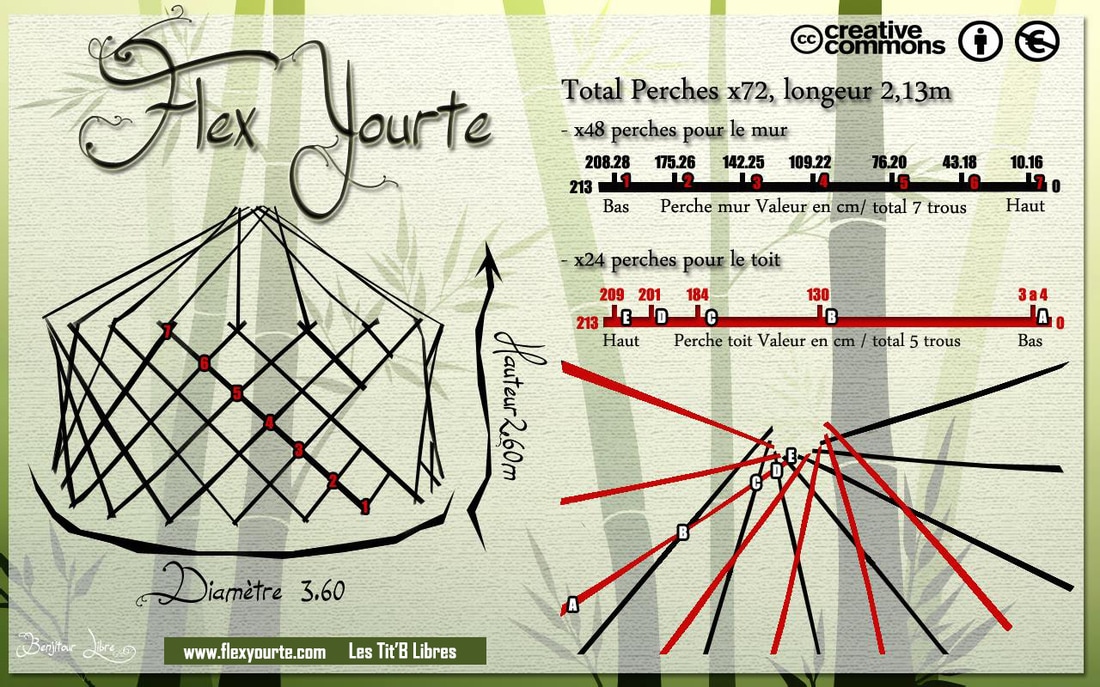 Flex Yourte
cc creative commons
Total Perches x72, longeur 2,13m
- x48 perches pour le mur
208.28 175.26 142.25 109.22 76.20 43.18 10.16
213 1 2 3 4 5 6 7 0
Bas Perche mur Valeur en cm/ total 7 trous Haut
- x24 perches pour le toit
209 201 184 130 3 a 4
213 E D C B A 0
Haut Perche toit Valeur en cm / total 5 trous Bas
7
6
5
4
3
2
1
Hauteur 2,60m
Diamètre 3.60
E
D
C
B
A
Benjitour Libre
www.flexyourte.com Les Tit'B Libres